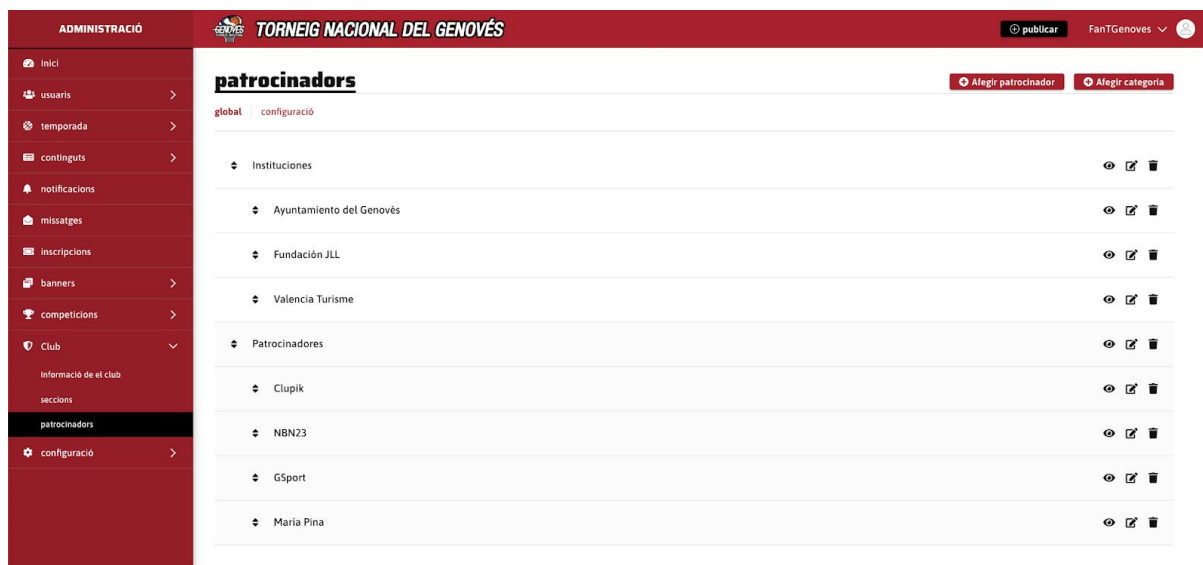 ADMINISTRACIÓ
GENOVÉS TORNEIG NACIONAL DEL GENOVÉS
publicar
FanTGenoves
Inici
usuaris
temporada
continguts
notificacions
missatges
inscripcions
banners
competicions
Club
Informació de el club
seccions
patrocinadors
configuració
patrocinadors
Afegir patrocinador
Afegir categoria
global configuració
Instituciones
Ayuntamiento del Genovès
Fundación JLL
Valencia Turisme
Patrocinadores
Clupik
NBN23
GSport
Maria Pina